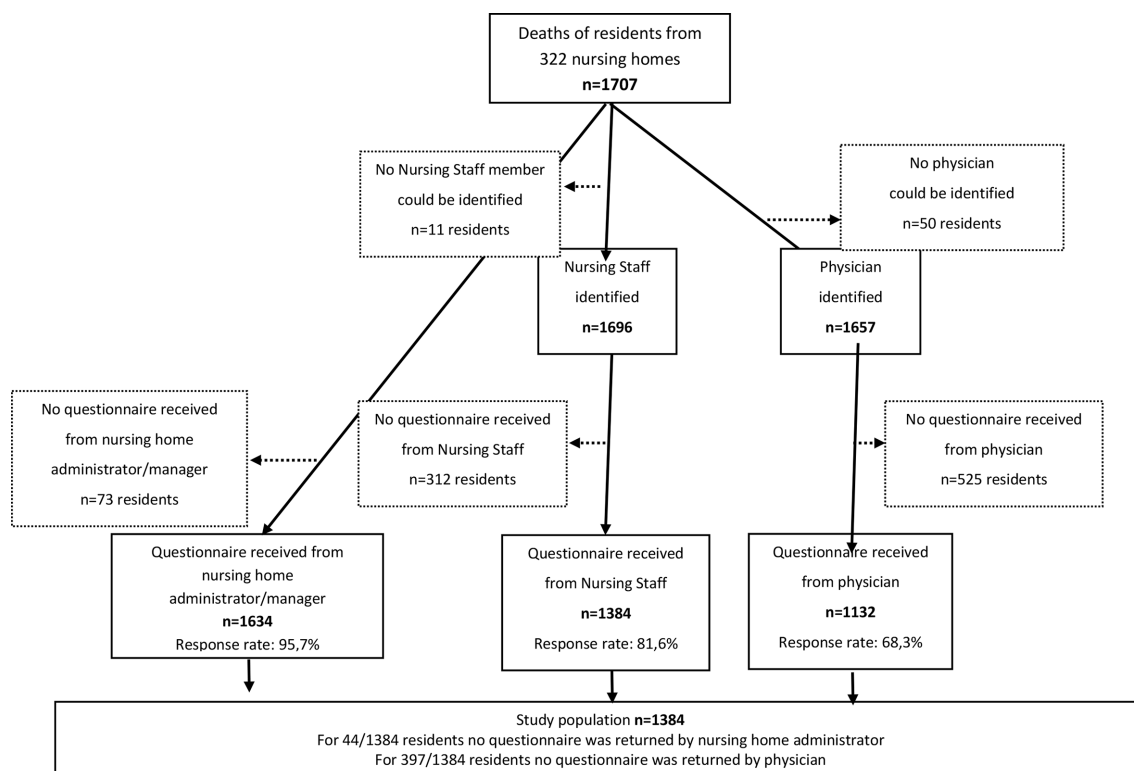 Deaths of residents from
322 nursing homes
n=1707
No Nursing Staff member
could be identified
n=11 residents
No physician
could be identified
n=50 residents
Nursing Staff
identified
n=1696
Physician
identified
n=1657
No questionnaire received
from nursing home
administrator/manager
n=73 residents
No questionnaire received
from Nursing Staff
n=312 residents
No questionnaire received
from physician
n=525 residents
Questionnaire received from
nursing home
administrator/manager
n=1634
Response rate: 95,7%
Questionnaire received
from Nursing Staff
n=1384
Response rate: 81,6%
Questionnaire received
from physician
n=1132
Response rate: 68,3%
Study population n=1384
For 44/1384 residents no questionnaire was returned by nursing home administrator
For 397/1384 residents no questionnaire was returned by physician